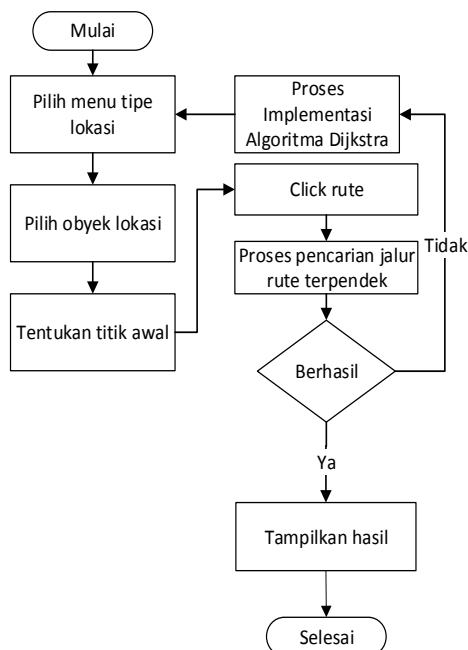 Mulai
Pilih menu tipe
lokasi
Proses
Implementasi
Algoritma Dijkstra
Pilih obyek lokasi
Click rute
Tidak
Proses pencarian jalur
rute terpendek
Tentukan titik awal
Berhasil
Ya
Tampilkan hasil
Selesai